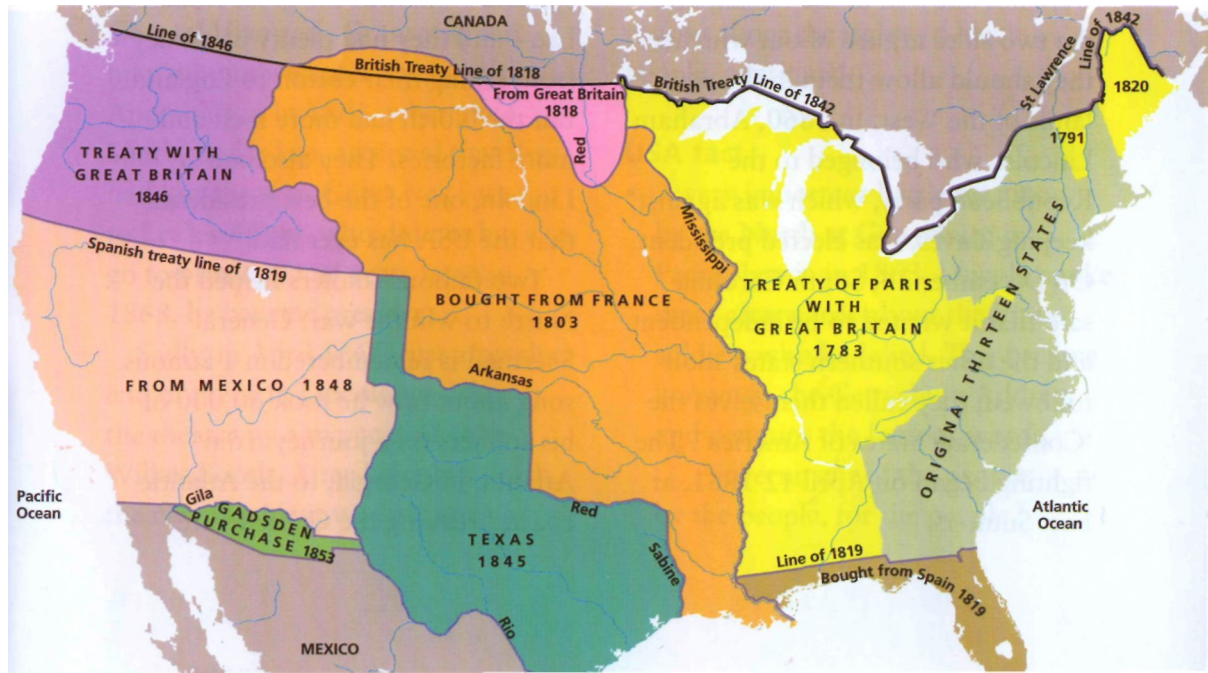 CANADA
Line of 1846
British Treaty Line of 1818
From Great Britain
1818
British Treaty Line of 1842
St Lawrence
Line of 1842
1820
1791
TREATY WITH
GREAT BRITAIN
1846
Red
Mississippi
Spanish treaty line of 1819
BOUGHT FROM FRANCE
1803
TREATY OF PARIS
WITH
GREAT BRITAIN
1783
ORIGINAL THIRTEEN STATES
FROM MEXICO 1848
Arkansas
Pacific
Ocean
Gila
GADSDEN
PURCHASE 1853
Red
TEXAS
1845
Sabine
Atlantic
Ocean
Line of 1819
Bought from Spain 1819
Rio
MEXICO